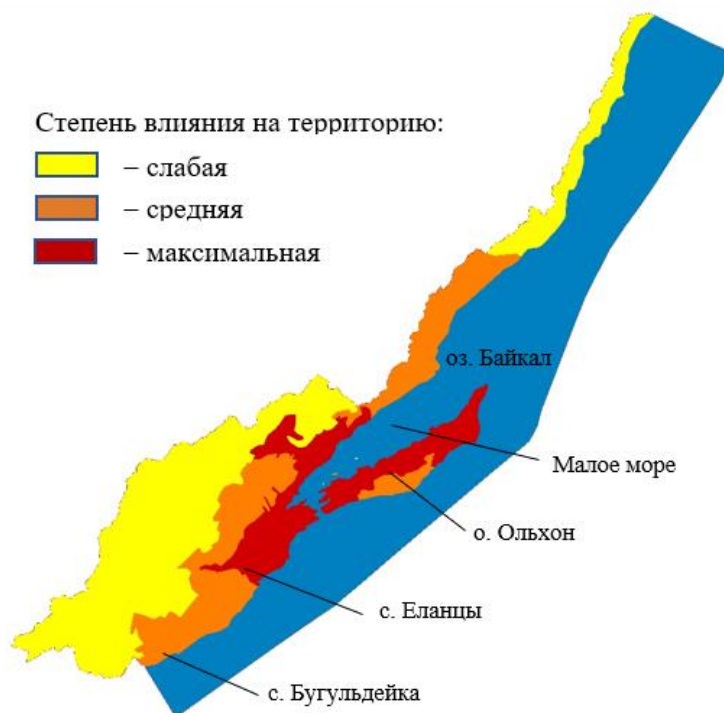 Степень влияния на территорию:
– слабая
– средняя
– максимальная
оз. Байкал
Малое море
о. Ольхон
с. Еланцы
с. Бугульдейка